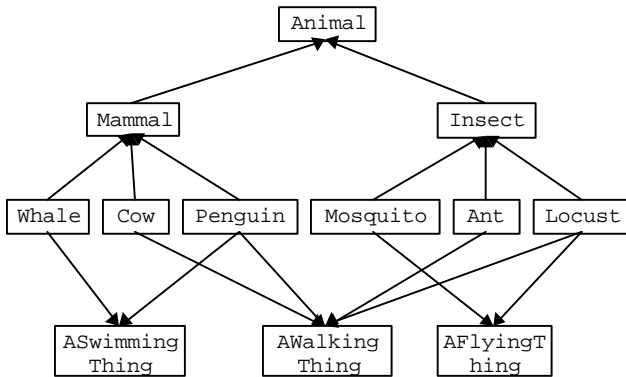 Animal
Mammal
Insect
Whale
Cow
Penguin
Mosquito
Ant
Locust
ASwimming
Thing
AWalking
Thing
AFlyingT
hing